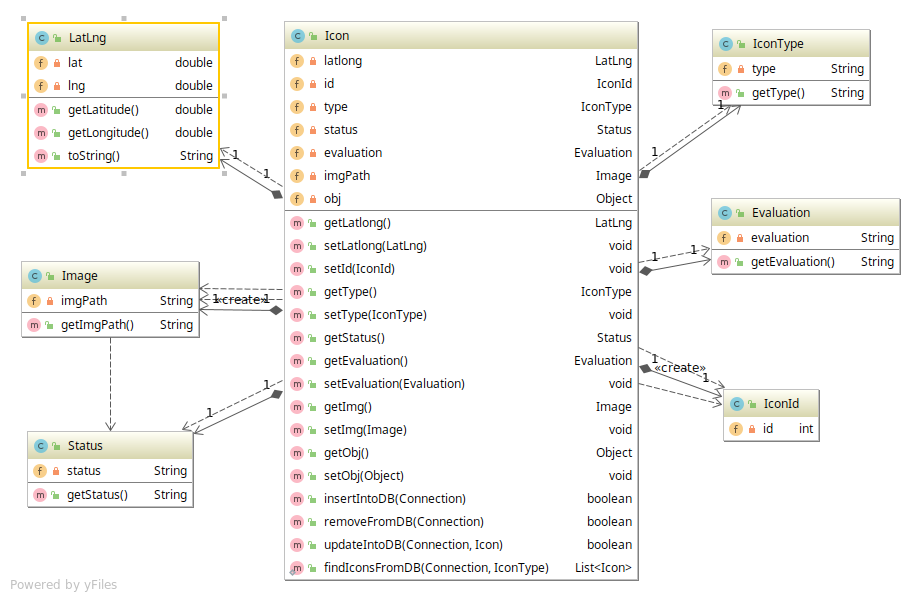 LatLng
lat double
lng double
getLatitude() double
getLongitude() double
toString() String
Icon
latlong LatLng
id IconId
type IconType
status Status
evaluation Evaluation
imgPath Image
obj Object
getLatlong() LatLng
setLatlong(LatLng) void
setId(IconId) void
getType() IconType
setType(IconType) void
getStatus() Status
getEvaluation() Evaluation
setEvaluation(Evaluation) void
getImg() Image
setImg(Image) void
getObj() Object
setObj(Object) void
insertIntoDB(Connection) boolean
removeFromDB(Connection) boolean
updateIntoDB(Connection, Icon) boolean
findIconsFromDB(Connection, IconType) List<Icon>
IconType
type String
getType() String
Evaluation
evaluation String
getEvaluation() String
Image
imgPath String
getImgPath() String
Status
status String
getStatus() String
IconId
id int
1
1
1
1
1
1
1 «create» 1
1
1
1
«create»
1
Powered by yFiles